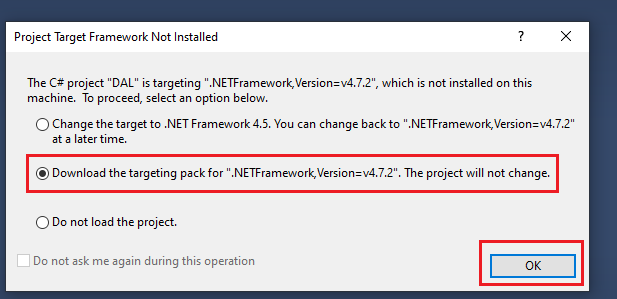 Project Target Framework Not Installed
?
The C# project "DAL" is targeting ".NETFramework,Version=v4.7.2", which is not installed on this
machine. To proceed, select an option below.
Change the target to .NET Framework 4.5. You can change back to ".NETFramework,Version=v4.7.2"
at a later time.
Download the targeting pack for ".NETFramework,Version=v4.7.2". The project will not change.
Do not load the project.
Do not ask me again during this operation
OK